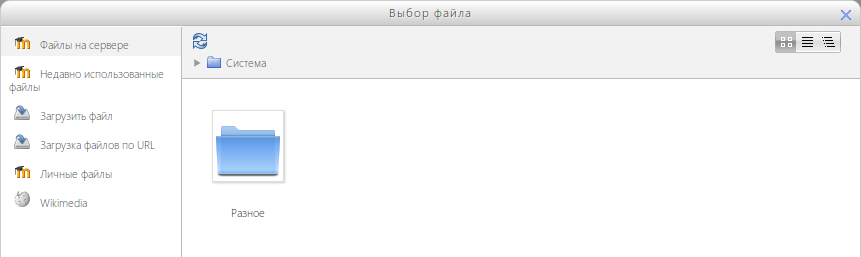 Выбор файла
Файлы на сервере
Недавно использованные
файлы
Загрузить файл
Загрузка файлов по URL
Личные файлы
Wikimedia
Система
Разное